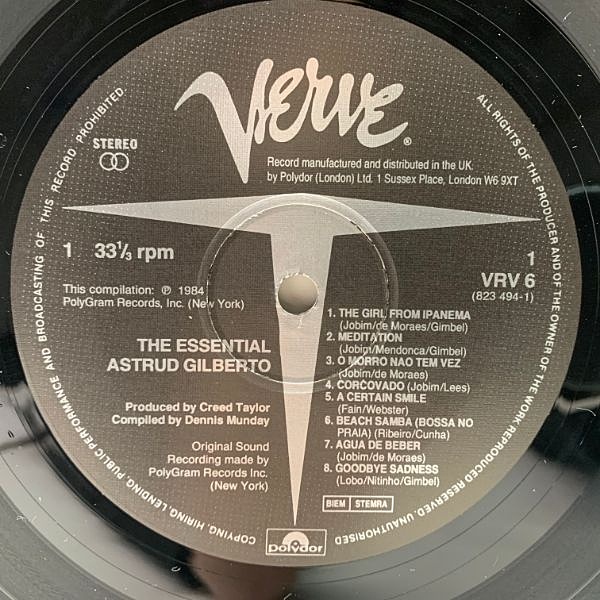 Verve®
STEREO
Record manufactured and distributed in the UK
by Polydor (London) Ltd. 1 Sussex Place, London W6 9XT
1 33⅓ rpm
1
VRV 6
(823 494-1)
This compilation: ℗ 1984
PolyGram Records, Inc. (New York)
THE ESSENTIAL
ASTRUD GILBERTO
Produced by Creed Taylor
Compiled by Dennis Munday
Original Sound
Recording made by
PolyGram Records Inc.
(New York)
1. THE GIRL FROM IPANEMA
(Jobim/de Moraes/Gimbel)
2. MEDITATION
(Jobim/Mendonca/Gimbel)
3. O MORRO NAO TEM VEZ
(Jobim/de Moraes)
4. CORCOVADO (Jobim/Lees)
5. A CERTAIN SMILE
(Fain/Webster)
6. BEACH SAMBA (BOSSA NO
PRAIA) (Ribeiro/Cunha)
7. AGUA DE BEBER
(Jobim/de Moraes)
8. GOODBYE SADNESS
(Lobo/Nitinho/Gimbel)
BIEM STEMRA
polydor
ALL RIGHTS OF THE PRODUCER AND OF THE OWNER OF THE WORK REPRODUCED RESERVED. UNAUTHORISED COPYING, HIRING, LENDING, PUBLIC PERFORMANCE AND BROADCASTING OF THIS RECORD PROHIBITED.